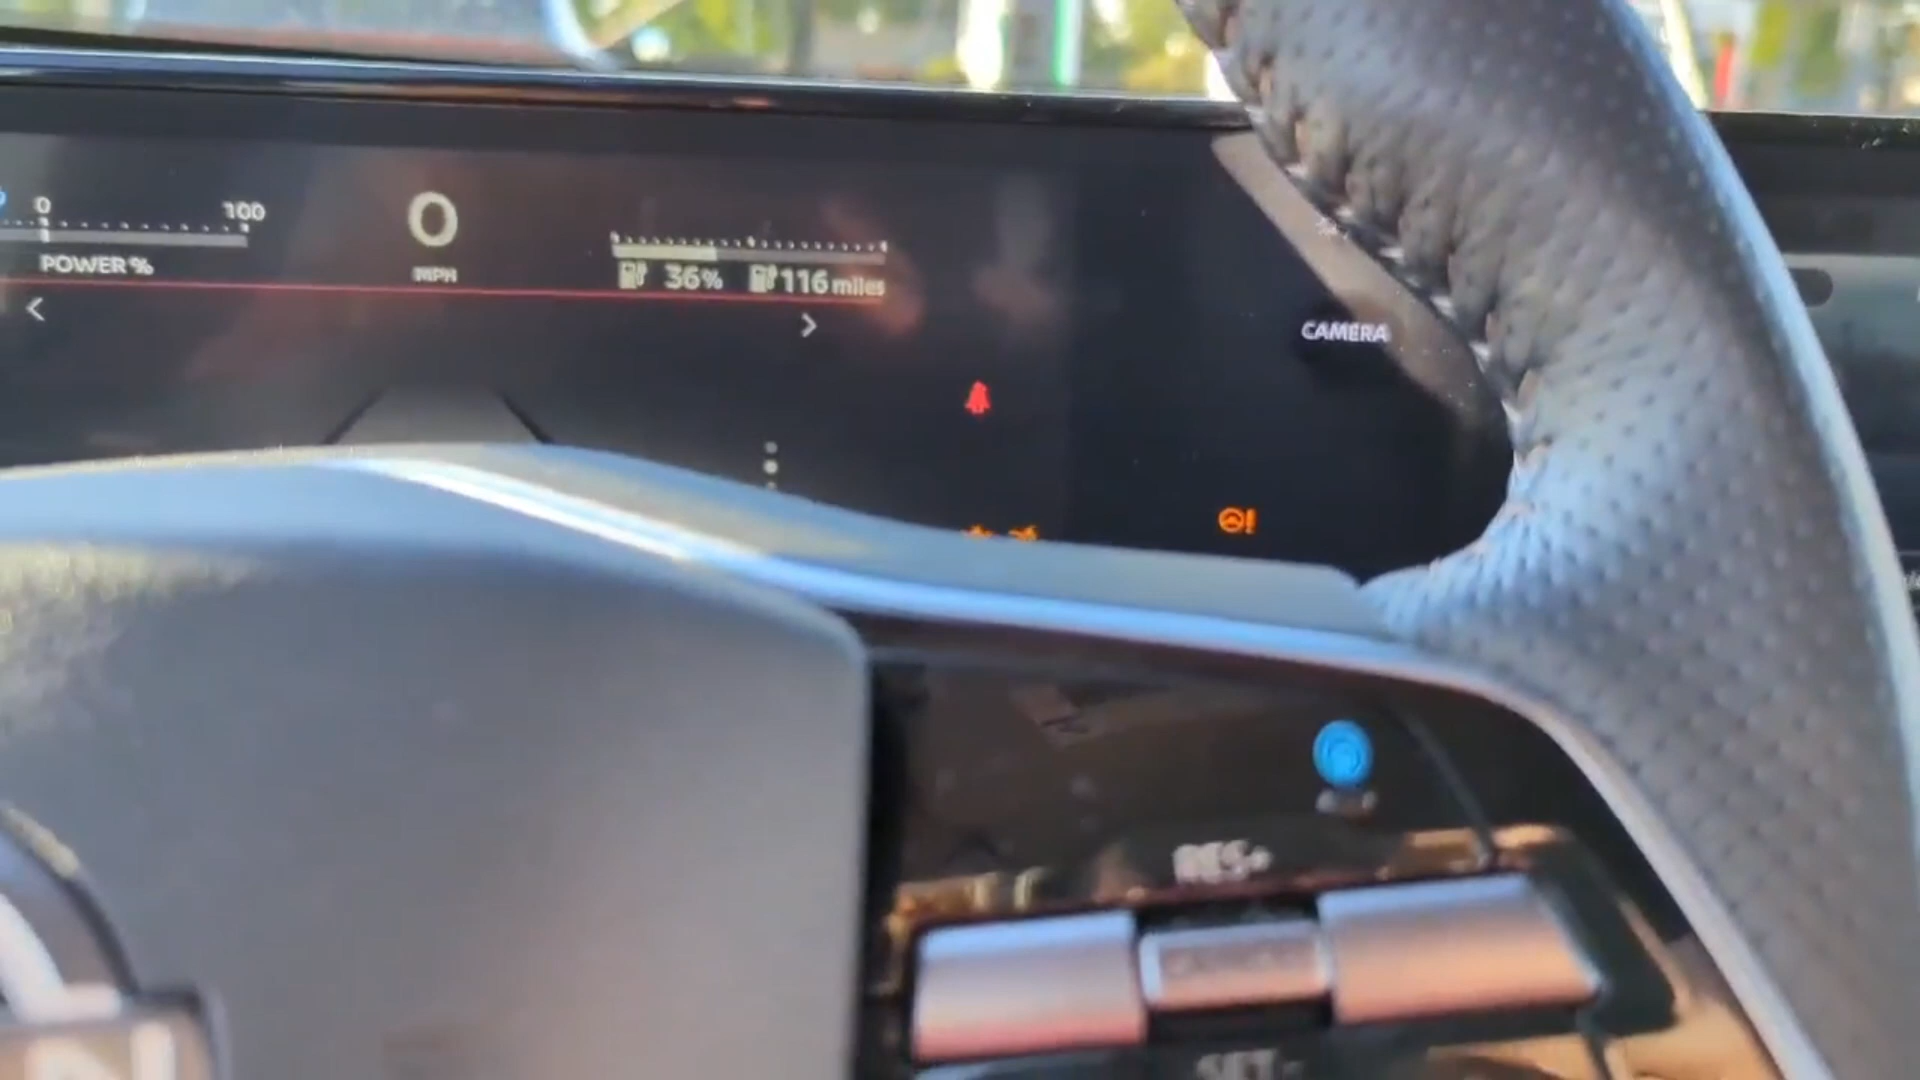 0 100
POWER %
0
MPH
36% 116 miles
CAMERA
RES+
SET-